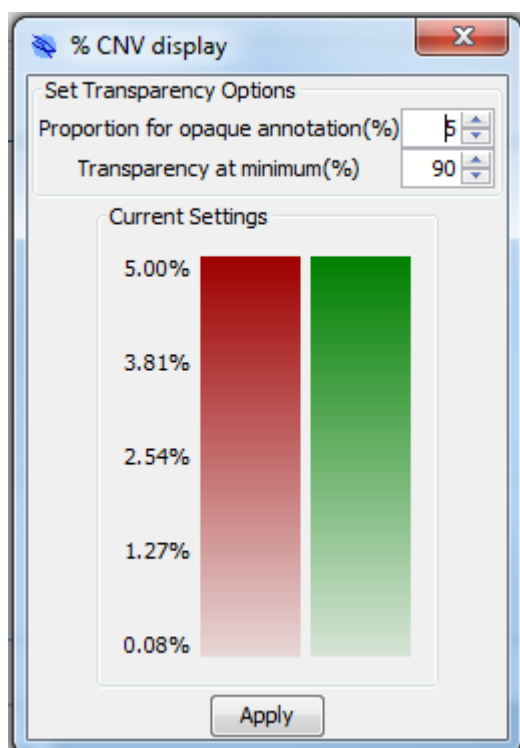 % CNV display
Set Transparency Options
Proportion for opaque annotation(%) 5
Transparency at minimum(%) 90
Current Settings
5.00%
3.81%
2.54%
1.27%
0.08%
Apply